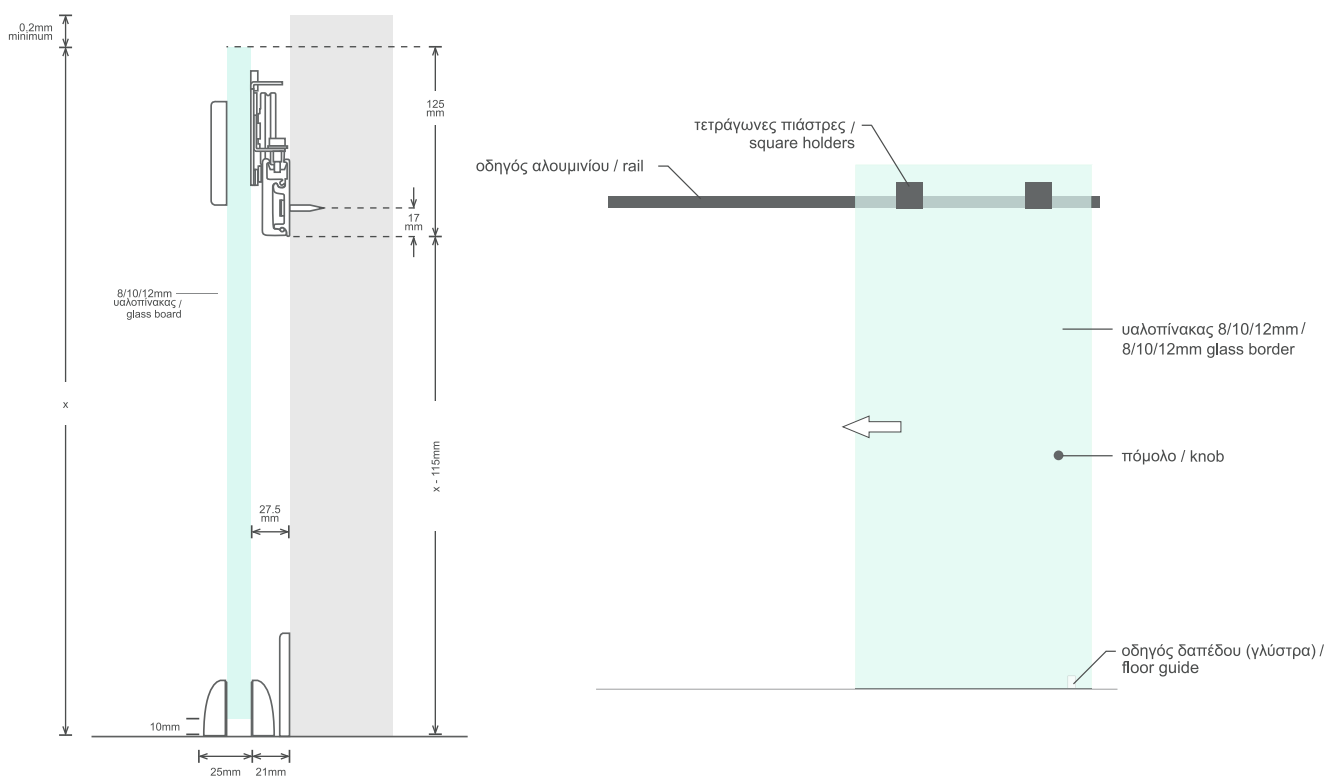 0,2mm
minimum
125
mm
17
mm
8/10/12mm
υαλοπίνακας /
glass board
x
x - 115mm
27.5
mm
10mm
25mm
21mm
τετράγωνες πιάστρες /
square holders
οδηγός αλουμινίου / rail
υαλοπίνακας 8/10/12mm /
8/10/12mm glass border
πόμολο / knob
οδηγός δαπέδου (γλύστρα) /
floor guide